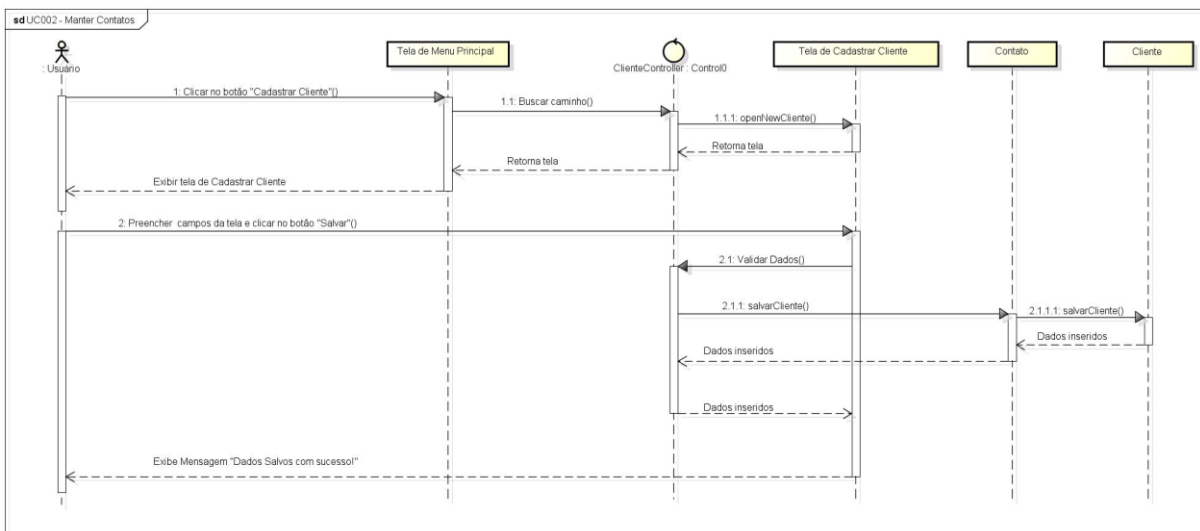 sd UC002 - Manter Contatos
: Usuário
Tela de Menu Principal
ClienteController : Control0
Tela de Cadastrar Cliente
Contato
Cliente
1: Clicar no botão "Cadastrar Cliente"()
1.1: Buscar caminho()
1.1.1: openNewCliente()
Retorna tela
Retorna tela
Exibir tela de Cadastrar Cliente
2: Preencher campos da tela e clicar no botão "Salvar"()
2.1: Validar Dados()
2.1.1: salvarCliente()
2.1.1.1: salvarCliente()
Dados inseridos
Dados inseridos
Dados inseridos
Exibe Mensagem "Dados Salvos com sucesso!"